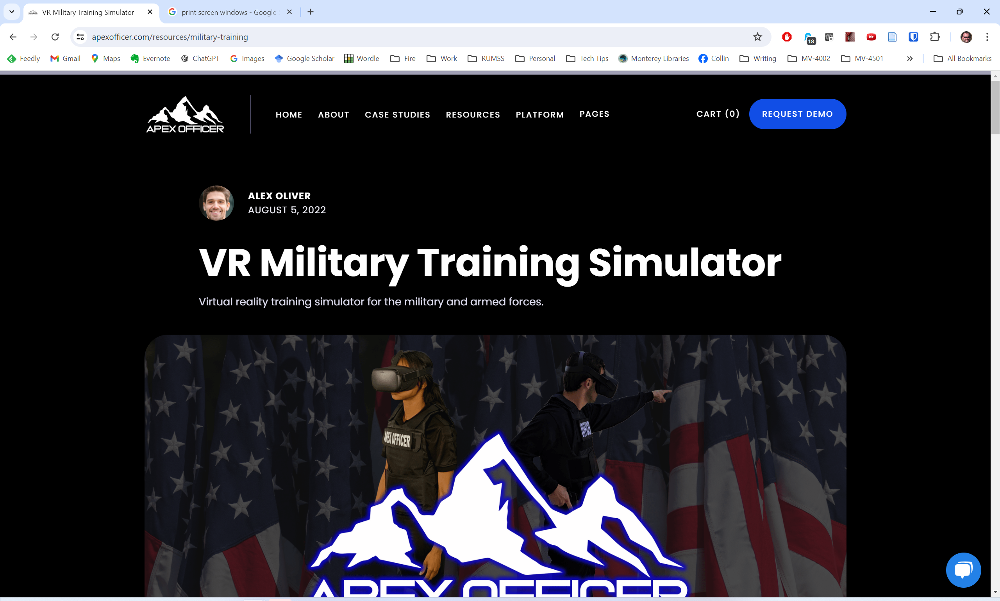 VR Military Training Simulator
print screen windows - Google
apexofficer.com/resources/military-training
18
Feedly
Gmail
Maps
Evernote
ChatGPT
Images
Google Scholar
Wordle
Fire
Work
RUMSS
Personal
Tech Tips
Monterey Libraries
Collin
Writing
MV-4002
MV-4501
All Bookmarks
APEX OFFICER
HOME
ABOUT
CASE STUDIES
RESOURCES
PLATFORM
PAGES
CART (0)
REQUEST DEMO
ALEX OLIVER
AUGUST 5, 2022
VR Military Training Simulator
Virtual reality training simulator for the military and armed forces.
APEX OFFICER
OFFICER
APEX OFFICER